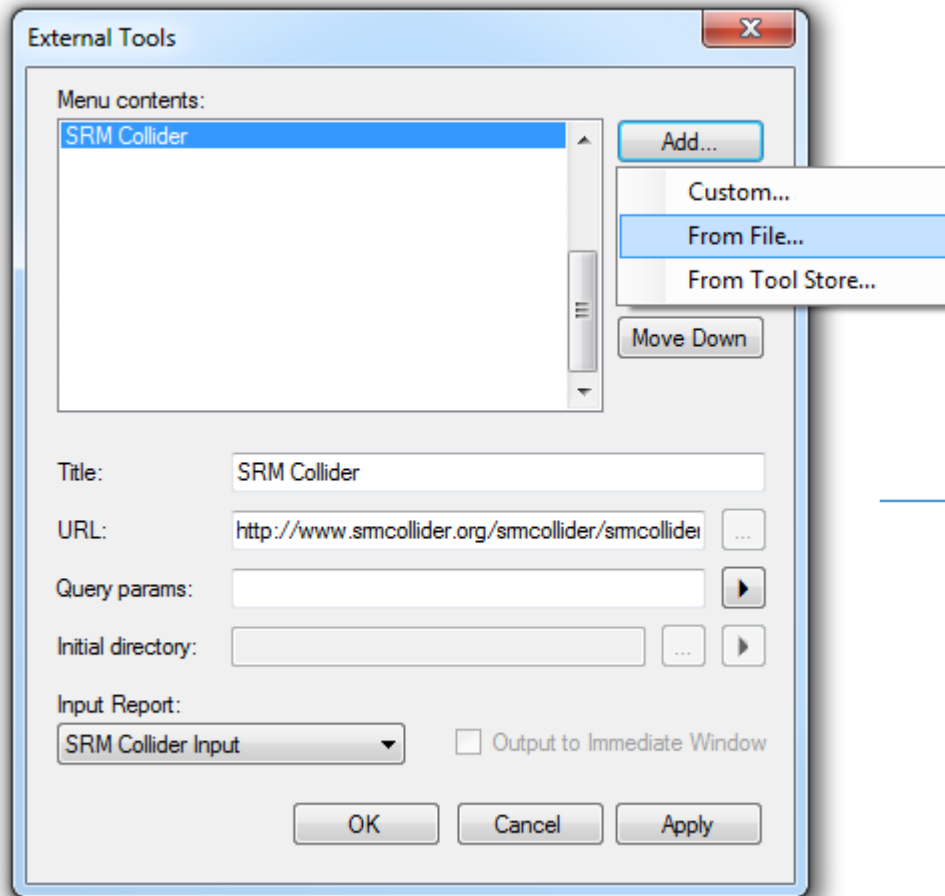 External Tools
Menu contents:
SRM Collider
Add...
Custom...
From File...
From Tool Store...
Move Down
Title:
SRM Collider
URL:
http://www.srmcollider.org/srmcollider/srmcollider
...
Query params:
Initial directory:
...
Input Report:
SRM Collider Input
Output to Immediate Window
OK
Cancel
Apply